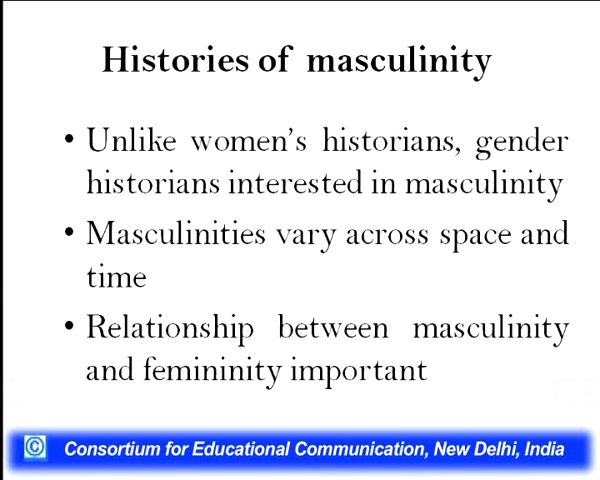 Histories of masculinity
• Unlike women's historians, gender
historians interested in masculinity
• Masculinities vary across space and
time
• Relationship between masculinity
and femininity important
© Consortium for Educational Communication, New Delhi, India